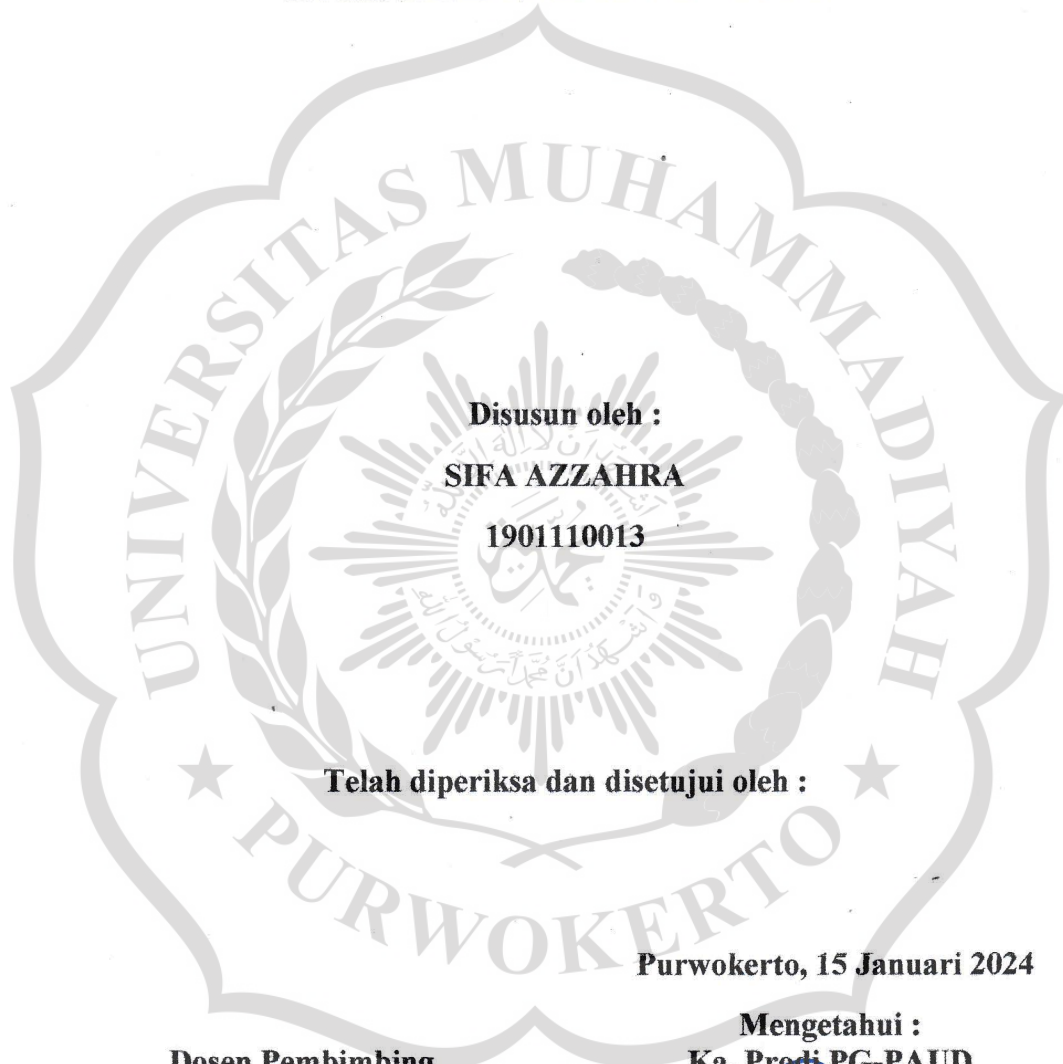 UNIVERSITAS MUHAMMADIYAH
Disusun oleh :
SIFA AZZAHRA
1901110013
Telah diperiksa dan disetujui oleh :
PURWOKERTO
Purwokerto, 15 Januari 2024
Mengetahui :
Dosen Pembimbing
Ka. Prodi PG-PAUD